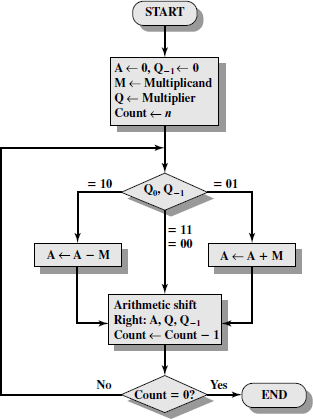 START
A ← 0, Q₋₁ ← 0
M ← Multiplicand
Q ← Multiplier
Count ← n
= 10
Q₀, Q₋₁
= 01
= 11
= 00
A ← A − M
A ← A + M
Arithmetic shift
Right: A, Q, Q₋₁
Count ← Count − 1
No
Count = 0?
Yes
END